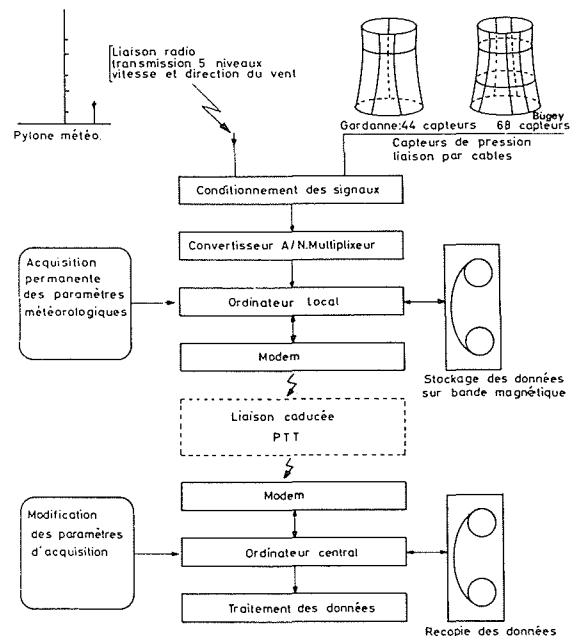 Liaison radio
transmission 5 niveaux
vitesse et direction du vent
Pylone météo.
Bugey
Gardanne:44 capteurs 68 capteurs
Capteurs de pression
liaison par cables
Conditionnement des signaux
Convertisseur A/N.Multiplixeur
Acquisition
permanente
des paramètres
météorologiques
Ordinateur local
Modem
Stockage des données
sur bande magnétique
Liaison caducée
PTT
Modem
Modification
des paramètres
d'acquisition
Ordinateur central
Traitement des données
Recopie des données